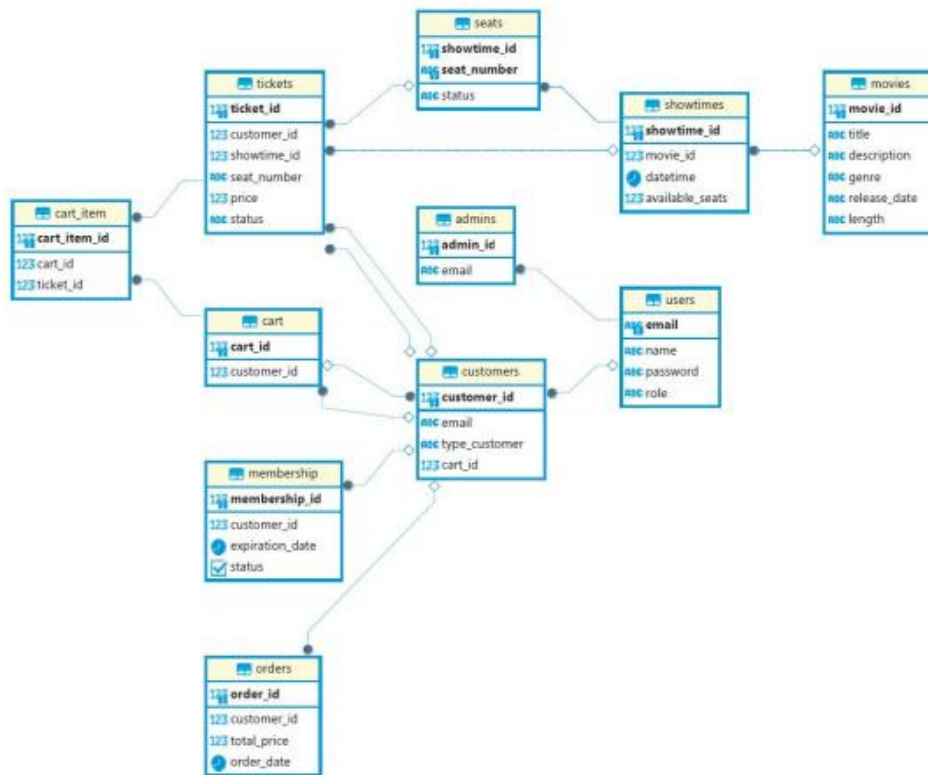 seats
showtime_id
seat_number
status
tickets
ticket_id
customer_id
showtime_id
seat_number
price
status
showtimes
showtime_id
movie_id
datetime
available_seats
movies
movie_id
title
description
genre
release_date
length
cart_item
cart_item_id
cart_id
ticket_id
admins
admin_id
email
users
email
name
password
role
cart
cart_id
customer_id
customers
customer_id
email
type_customer
cart_id
membership
membership_id
customer_id
expiration_date
status
orders
order_id
customer_id
total_price
order_date